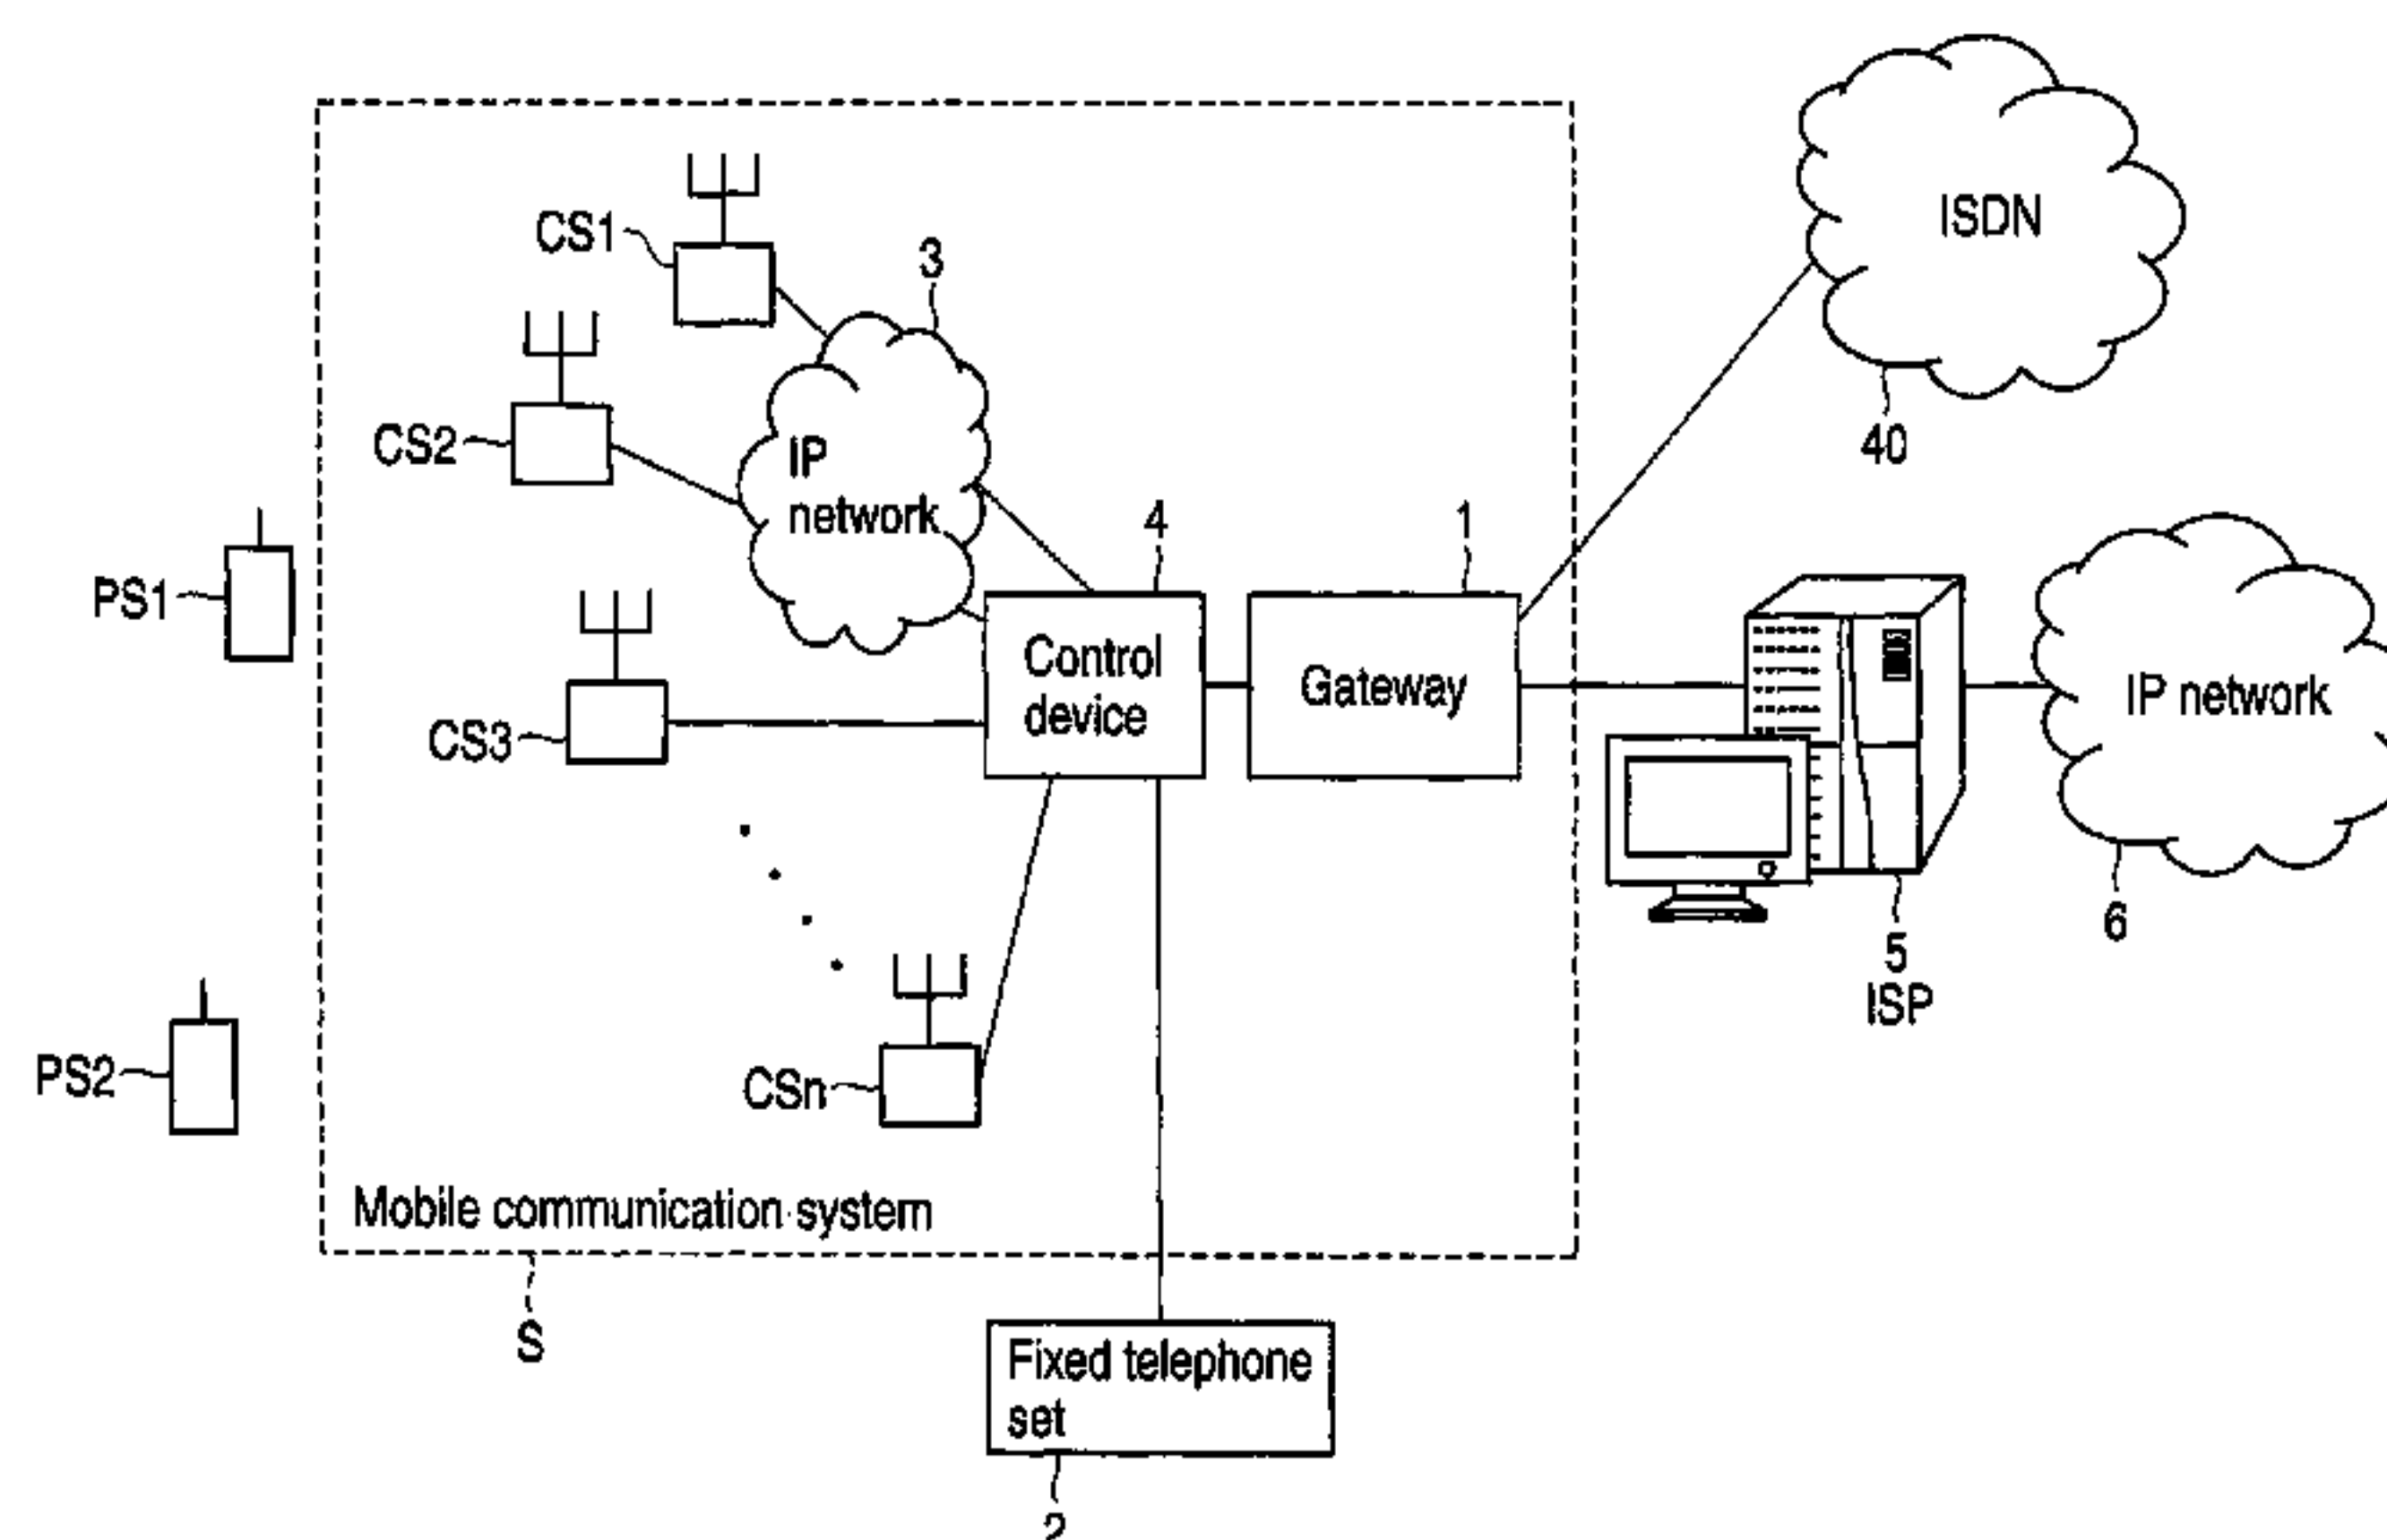 CS1
3
ISDN
40
CS2
IP
network
4
1
PS1
Control
device
Gateway
IP network
CS3
6
5
ISP
PS2
CSn
Mobile communication system
S
Fixed telephone
set
2